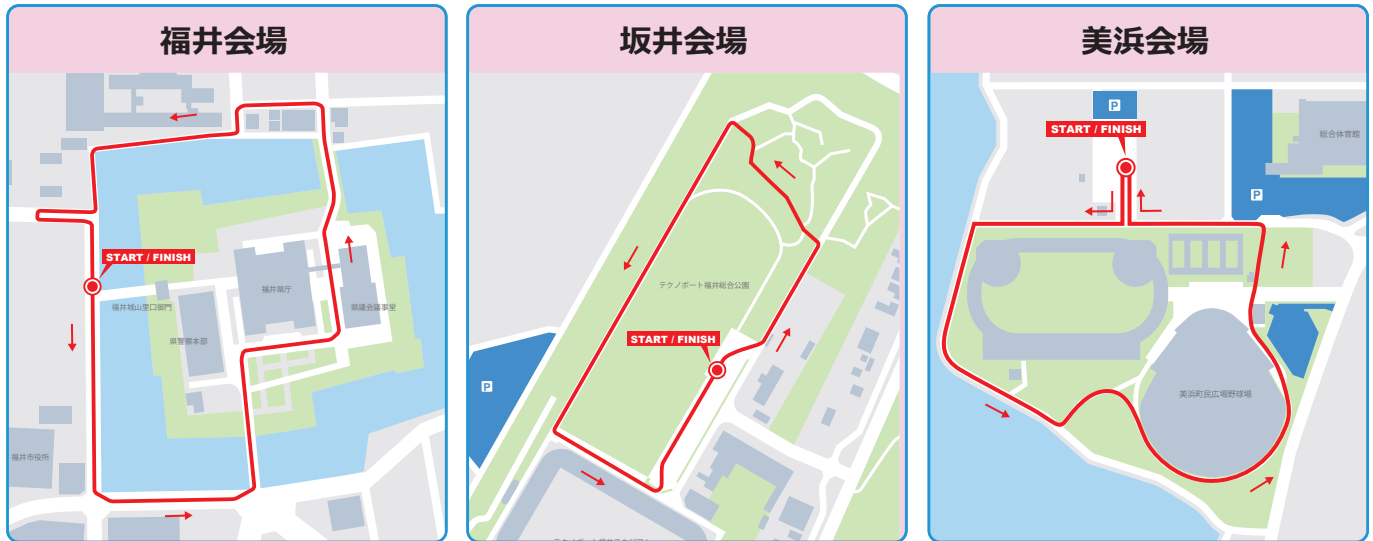 福井会場
START / FINISH
福井城山里口御門
福井県庁
県議会議事堂
県警察本部
福井市役所
坂井会場
テクノポート福井総合公園
START / FINISH
P
美浜会場
P
START / FINISH
総合体育館
P
美浜町民広場野球場